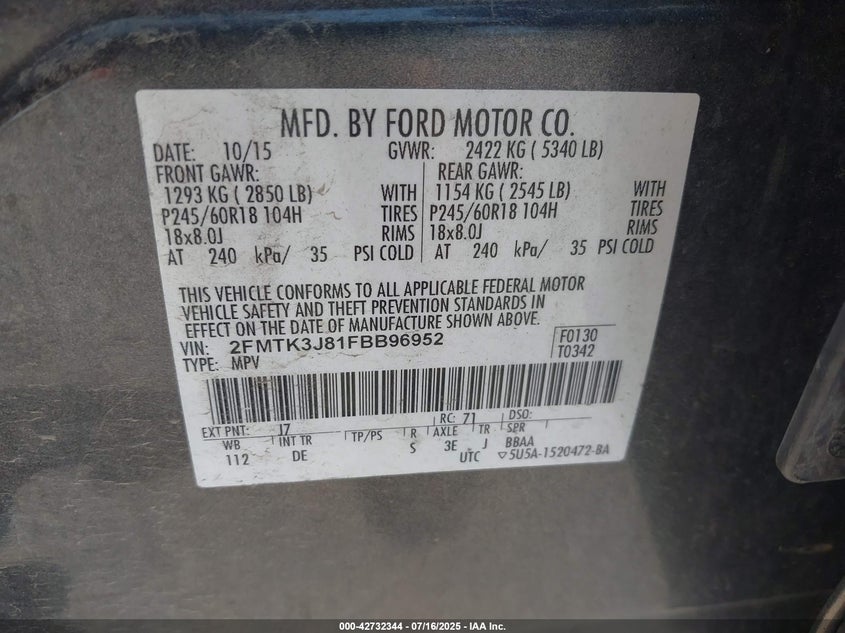 MFD. BY FORD MOTOR CO.
DATE: 10/15 GVWR: 2422 KG ( 5340 LB)
FRONT GAWR: REAR GAWR:
1293 KG ( 2850 LB) WITH 1154 KG ( 2545 LB) WITH
P245/60R18 104H TIRES P245/60R18 104H TIRES
18x8.0J RIMS 18x8.0J RIMS
AT 240 kPa/ 35 PSI COLD AT 240 kPa/ 35 PSI COLD
THIS VEHICLE CONFORMS TO ALL APPLICABLE FEDERAL MOTOR
VEHICLE SAFETY AND THEFT PREVENTION STANDARDS IN
EFFECT ON THE DATE OF MANUFACTURE SHOWN ABOVE.
VIN: 2FMTK3J81FBB96952 F0130
TYPE: MPV T0342
EXT PNT: J7 RC: 71 DSO:
WB INT TR TP/PS R AXLE TR SPR
112 DE S 3E J BBAA
UTC ▽5U5A-1520472-BA
000-42732344 / 07/16/2025 - IAA Inc.